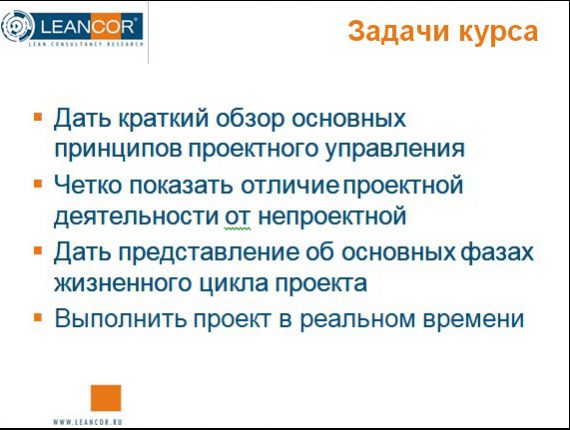 LEANCOR
LEAN.CONSULTANCY.RESEARCH
Задачи курса
Дать краткий обзор основных
принципов проектного управления
Четко показать отличие проектной
деятельности от непроектной
Дать представление об основных фазах
жизненного цикла проекта
Выполнить проект в реальном времени
WWW.LEANCOR.RU